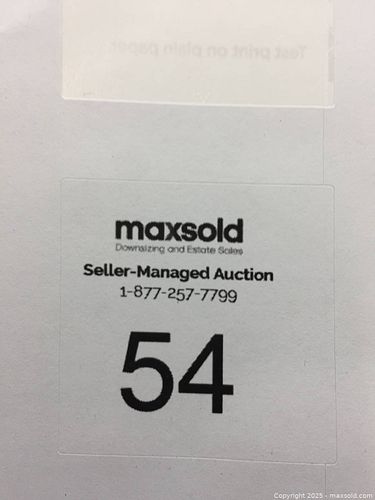 Test print on plain paper
maxsold
Downsizing and Estate Sales
Seller-Managed Auction
1-877-257-7799
54
Copyright 2025 - maxsold.com